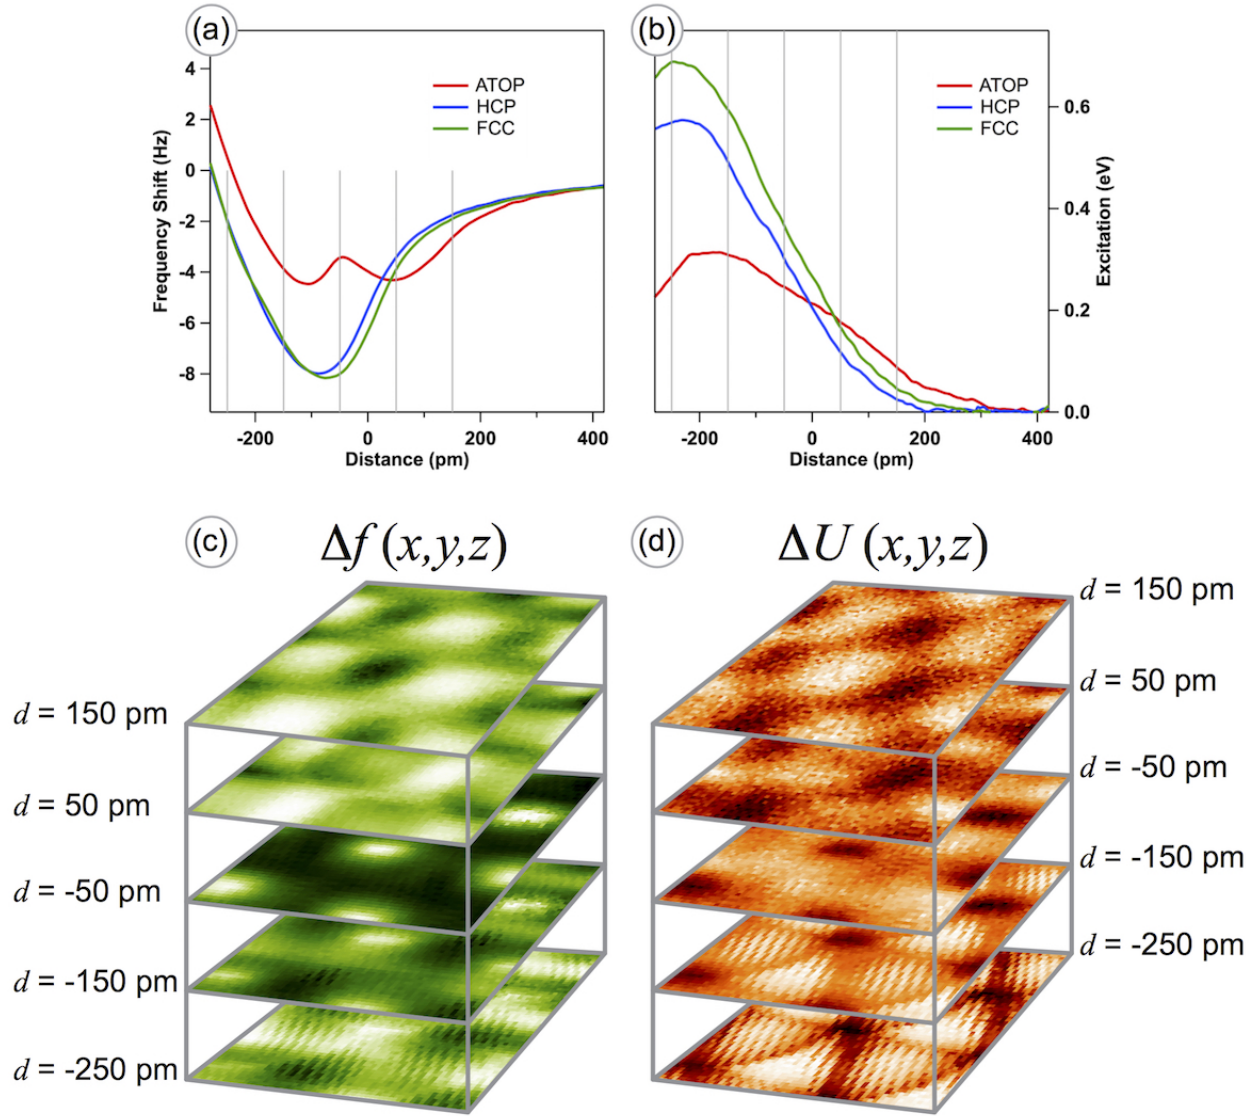 (a)
(b)
4
2
0
-2
-4
-6
-8
Frequency Shift (Hz)
ATOP
HCP
FCC
-200
0
200
400
Distance (pm)
ATOP
HCP
FCC
0.6
0.4
0.2
0.0
Excitation (eV)
-200
0
200
400
Distance (pm)
(c)
Δf (x,y,z)
(d)
ΔU (x,y,z)
d = 150 pm
d = 50 pm
d = -50 pm
d = -150 pm
d = -250 pm
d = 150 pm
d = 50 pm
d = -50 pm
d = -150 pm
d = -250 pm